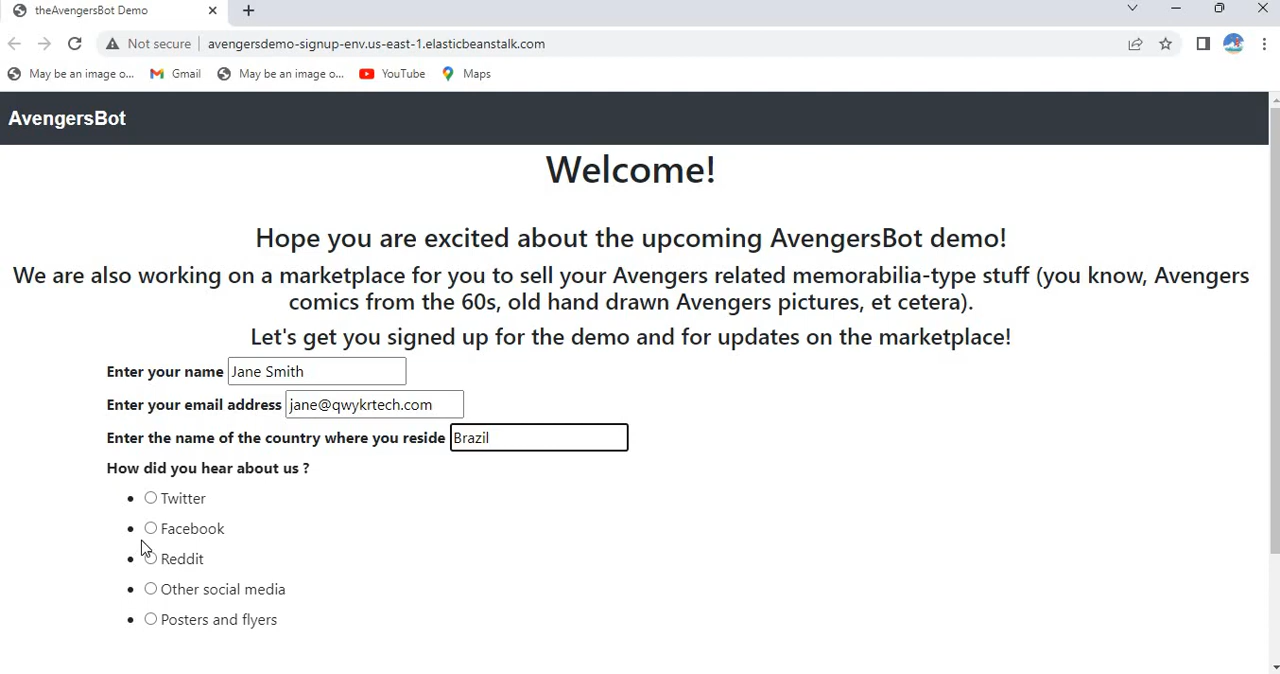 theAvengersBot Demo
Not secure avengersdemo-signup-env.us-east-1.elasticbeanstalk.com
May be an image o... Gmail May be an image o... YouTube Maps
AvengersBot
Welcome!
Hope you are excited about the upcoming AvengersBot demo!
We are also working on a marketplace for you to sell your Avengers related memorabilia-type stuff (you know, Avengers
comics from the 60s, old hand drawn Avengers pictures, et cetera).
Let's get you signed up for the demo and for updates on the marketplace!
Enter your name Jane Smith
Enter your email address jane@qwykrtech.com
Enter the name of the country where you reside Brazil
How did you hear about us ?
Twitter
Facebook
Reddit
Other social media
Posters and flyers